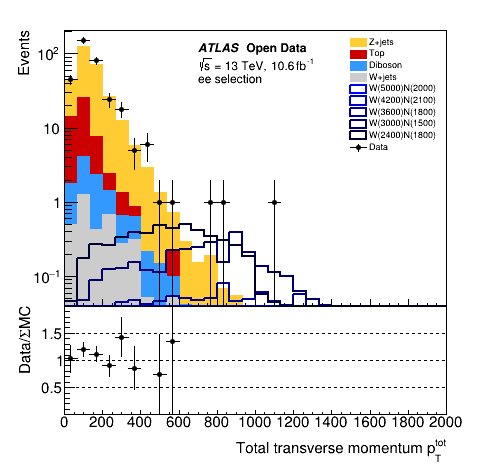 Events
10²
10
1
10⁻¹
ATLAS Open Data
√s = 13 TeV, 10.6 fb⁻¹
ee selection
Z+jets
Top
Diboson
W+jets
W(5000)N(2000)
W(4200)N(2100)
W(3600)N(1800)
W(3000)N(1500)
W(2400)N(1800)
Data
Data/ΣMC
1.5
1
0.5
0 200 400 600 800 1000 1200 1400 1600 1800 2000
Total transverse momentum p_T^tot